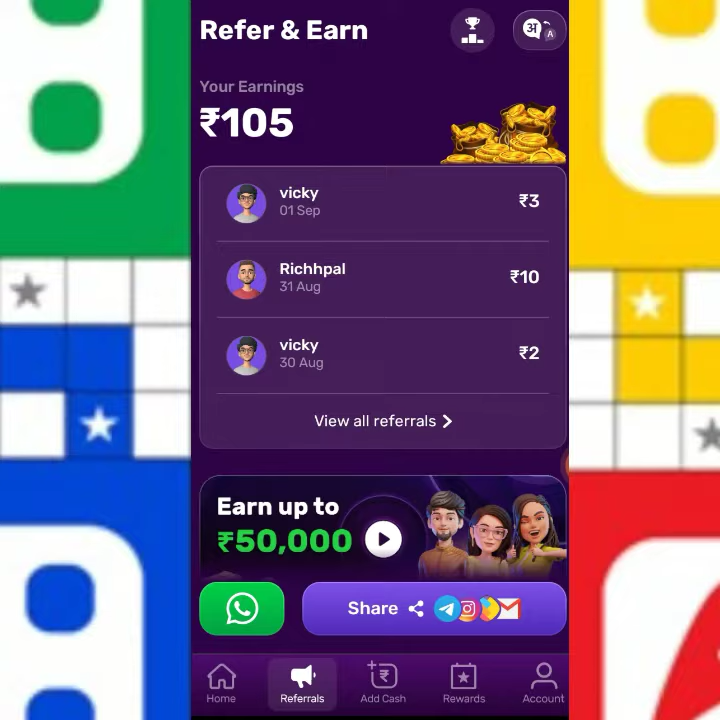 Refer & Earn
अ A
Your Earnings
₹105
vicky
01 Sep
₹3
Richhpal
31 Aug
₹10
vicky
30 Aug
₹2
View all referrals
Earn up to
₹50,000
Share
Home
Referrals
Add Cash
Rewards
Account